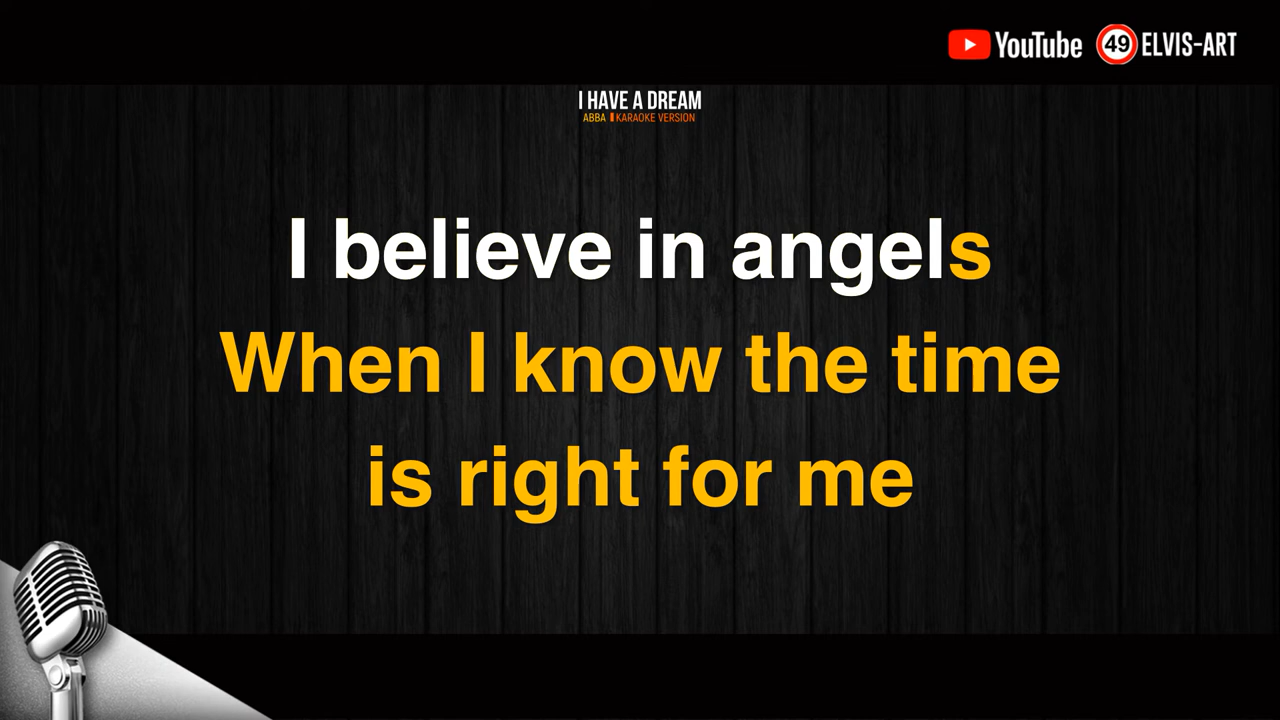 YouTube 49 ELVIS-ART
I HAVE A DREAM
ABBA KARAOKE VERSION
I believe in angels
When I know the time
is right for me